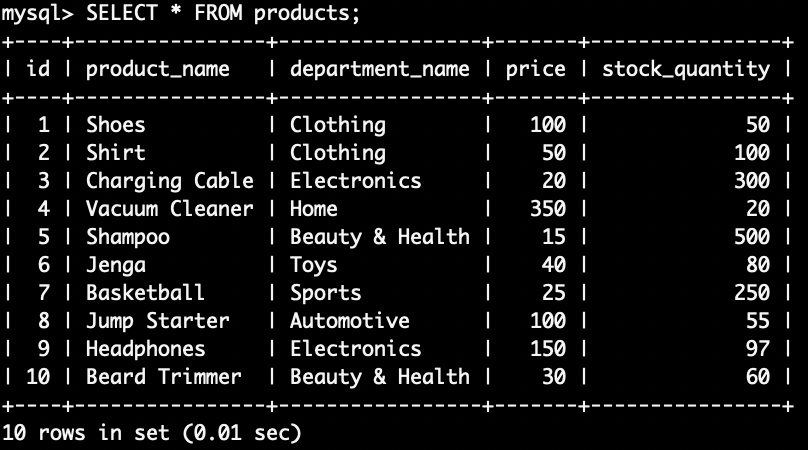 mysql> SELECT * FROM products;
+----+-----------------+-----------------+-------+----------------+
| id | product_name    | department_name | price | stock_quantity |
+----+-----------------+-----------------+-------+----------------+
|  1 | Shoes           | Clothing        |   100 |             50 |
|  2 | Shirt           | Clothing        |    50 |            100 |
|  3 | Charging Cable  | Electronics     |    20 |            300 |
|  4 | Vacuum Cleaner  | Home            |   350 |             20 |
|  5 | Shampoo         | Beauty & Health |    15 |            500 |
|  6 | Jenga           | Toys            |    40 |             80 |
|  7 | Basketball      | Sports          |    25 |            250 |
|  8 | Jump Starter    | Automotive      |   100 |             55 |
|  9 | Headphones      | Electronics     |   150 |             97 |
| 10 | Beard Trimmer   | Beauty & Health |    30 |             60 |
+----+-----------------+-----------------+-------+----------------+
10 rows in set (0.01 sec)